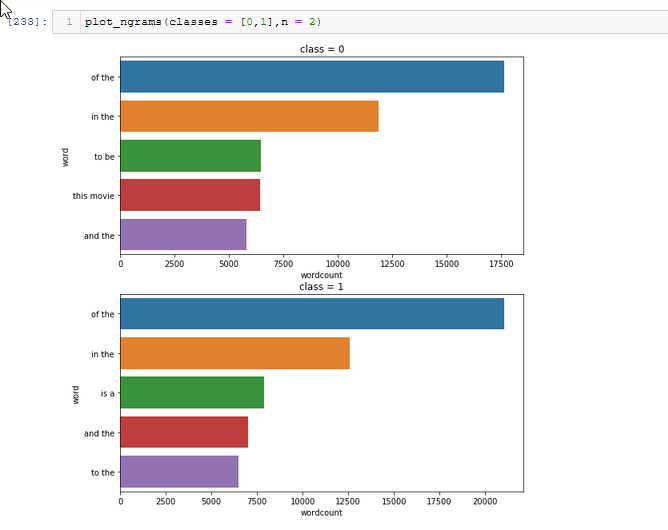 [233]: 1 plot_ngrams(classes = [0,1],n = 2)
class = 0
of the
in the
to be
this movie
and the
word
0 2500 5000 7500 10000 12500 15000 17500
wordcount
class = 1
of the
in the
is a
and the
to the
word
0 2500 5000 7500 10000 12500 15000 17500 20000
wordcount